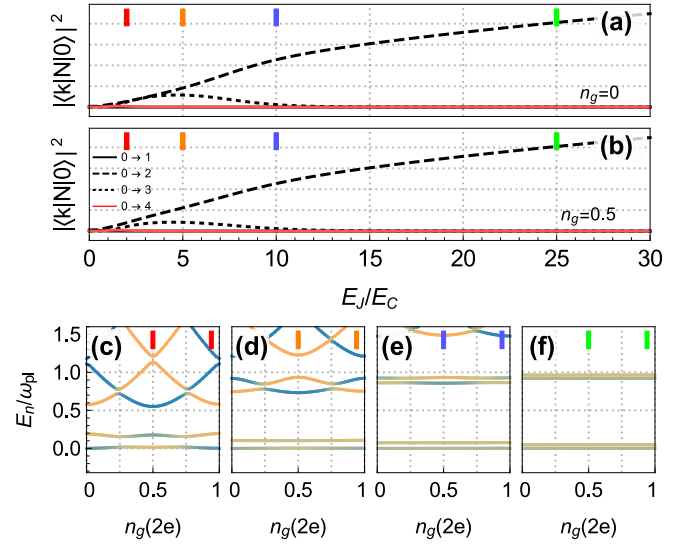 (a)
|⟨k|N|0⟩|²
n_g=0
(b)
|⟨k|N|0⟩|²
0 → 1
0 → 2
0 → 3
0 → 4
n_g=0.5
0 5 10 15 20 25 30
E_J/E_C
(c) (d) (e) (f)
1.5
1.0
0.5
0.0
E_n/ω_pl
0 0.5 1 0 0.5 1 0 0.5 1 0 0.5 1
n_g(2e) n_g(2e) n_g(2e) n_g(2e)